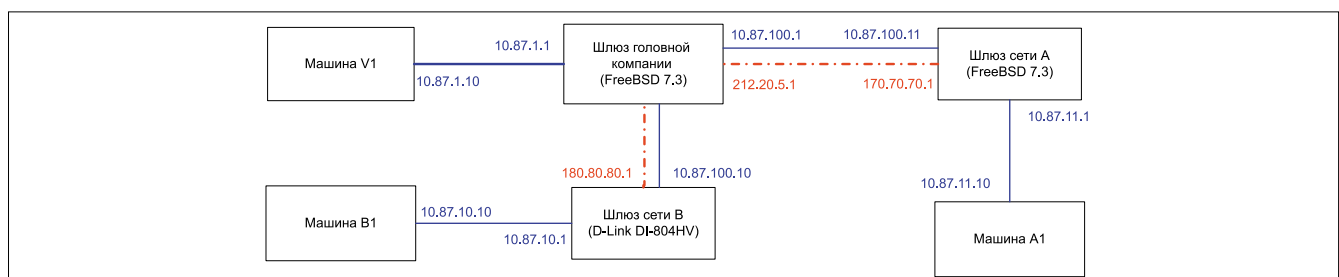 Машина V1
10.87.1.1
10.87.1.10
Шлюз головной
компании
(FreeBSD 7.3)
10.87.100.1
10.87.100.11
212.20.5.1
170.70.70.1
Шлюз сети А
(FreeBSD 7.3)
10.87.11.1
180.80.80.1
10.87.100.10
10.87.11.10
Машина В1
10.87.10.10
10.87.10.1
Шлюз сети В
(D-Link DI-804HV)
Машина А1